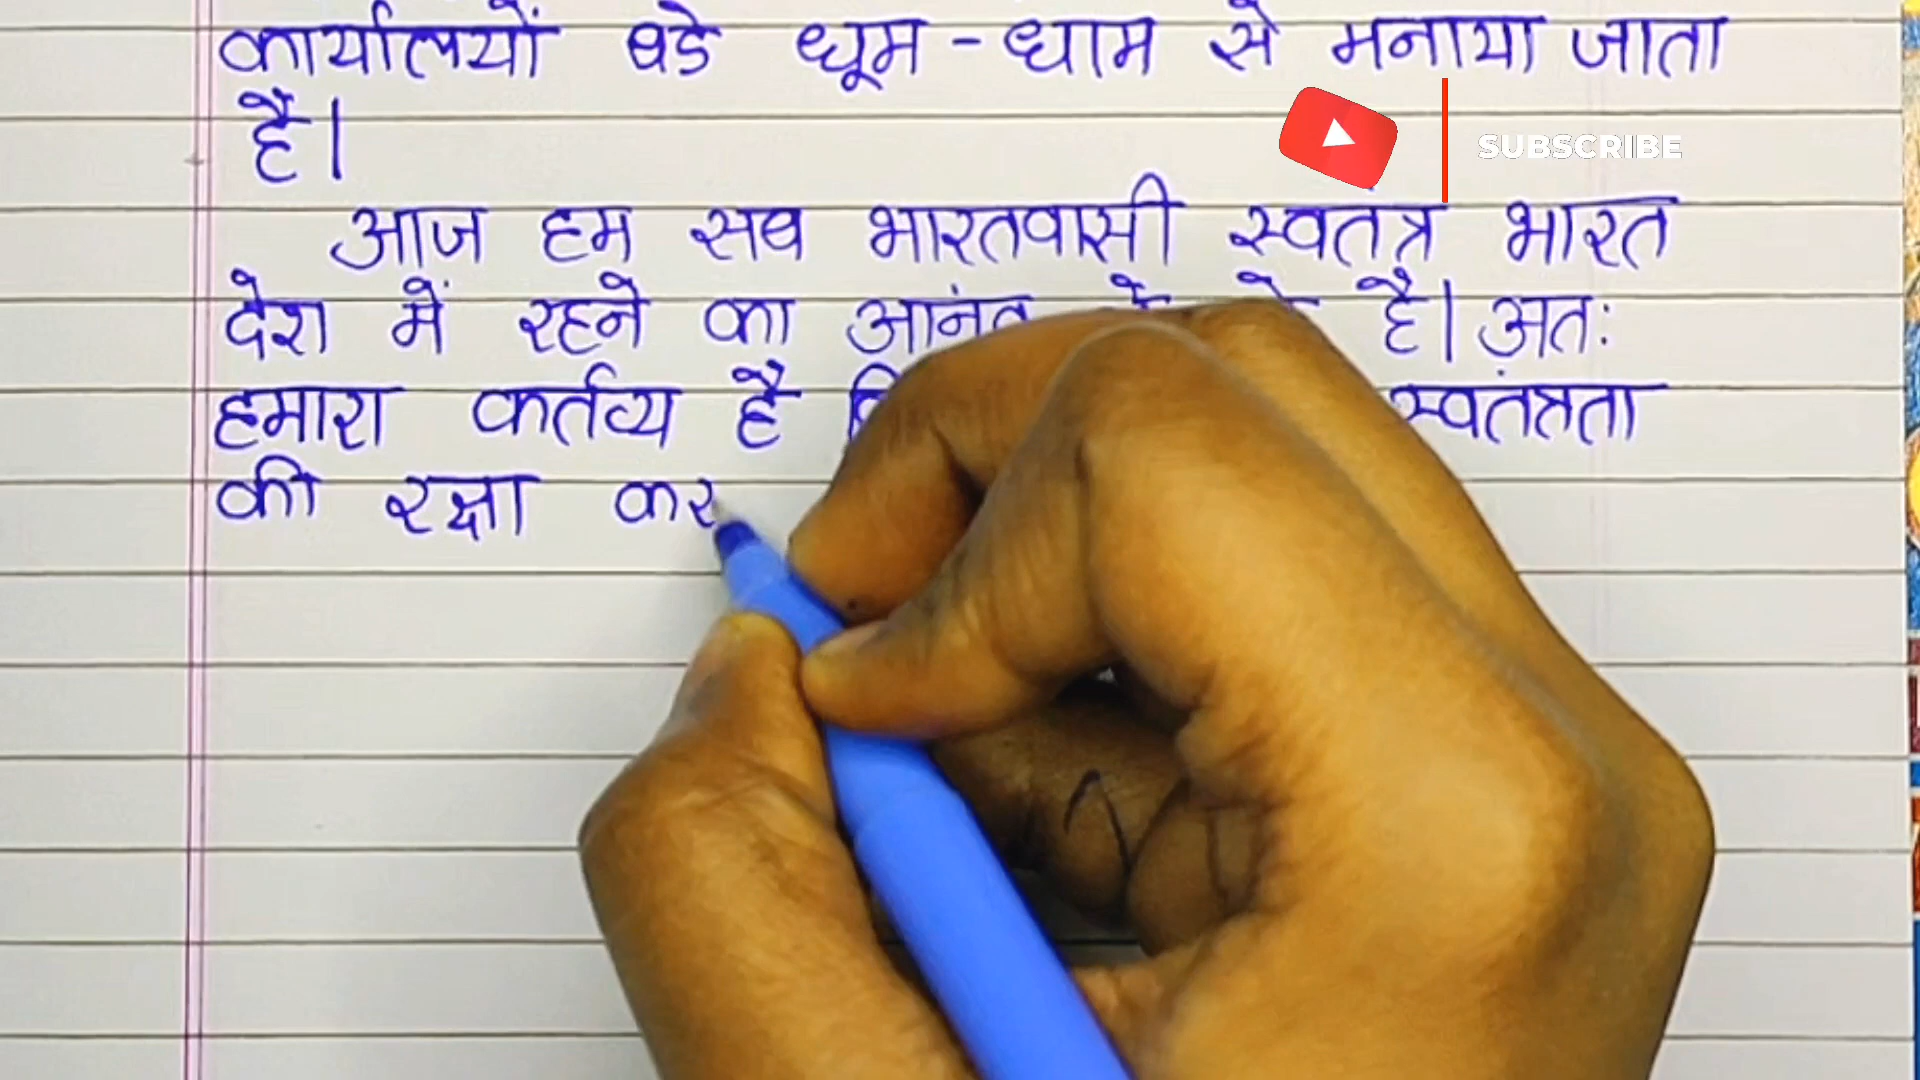 कार्यालयों बडे धूम-धाम से मनाया जाता
है।
SUBSCRIBE
आज हम सब भारतवासी स्वतंत्र भारत
देश में रहने का है। अतः
हमारा कर्तव्य है स्वतंत्रता
की रक्षा कर